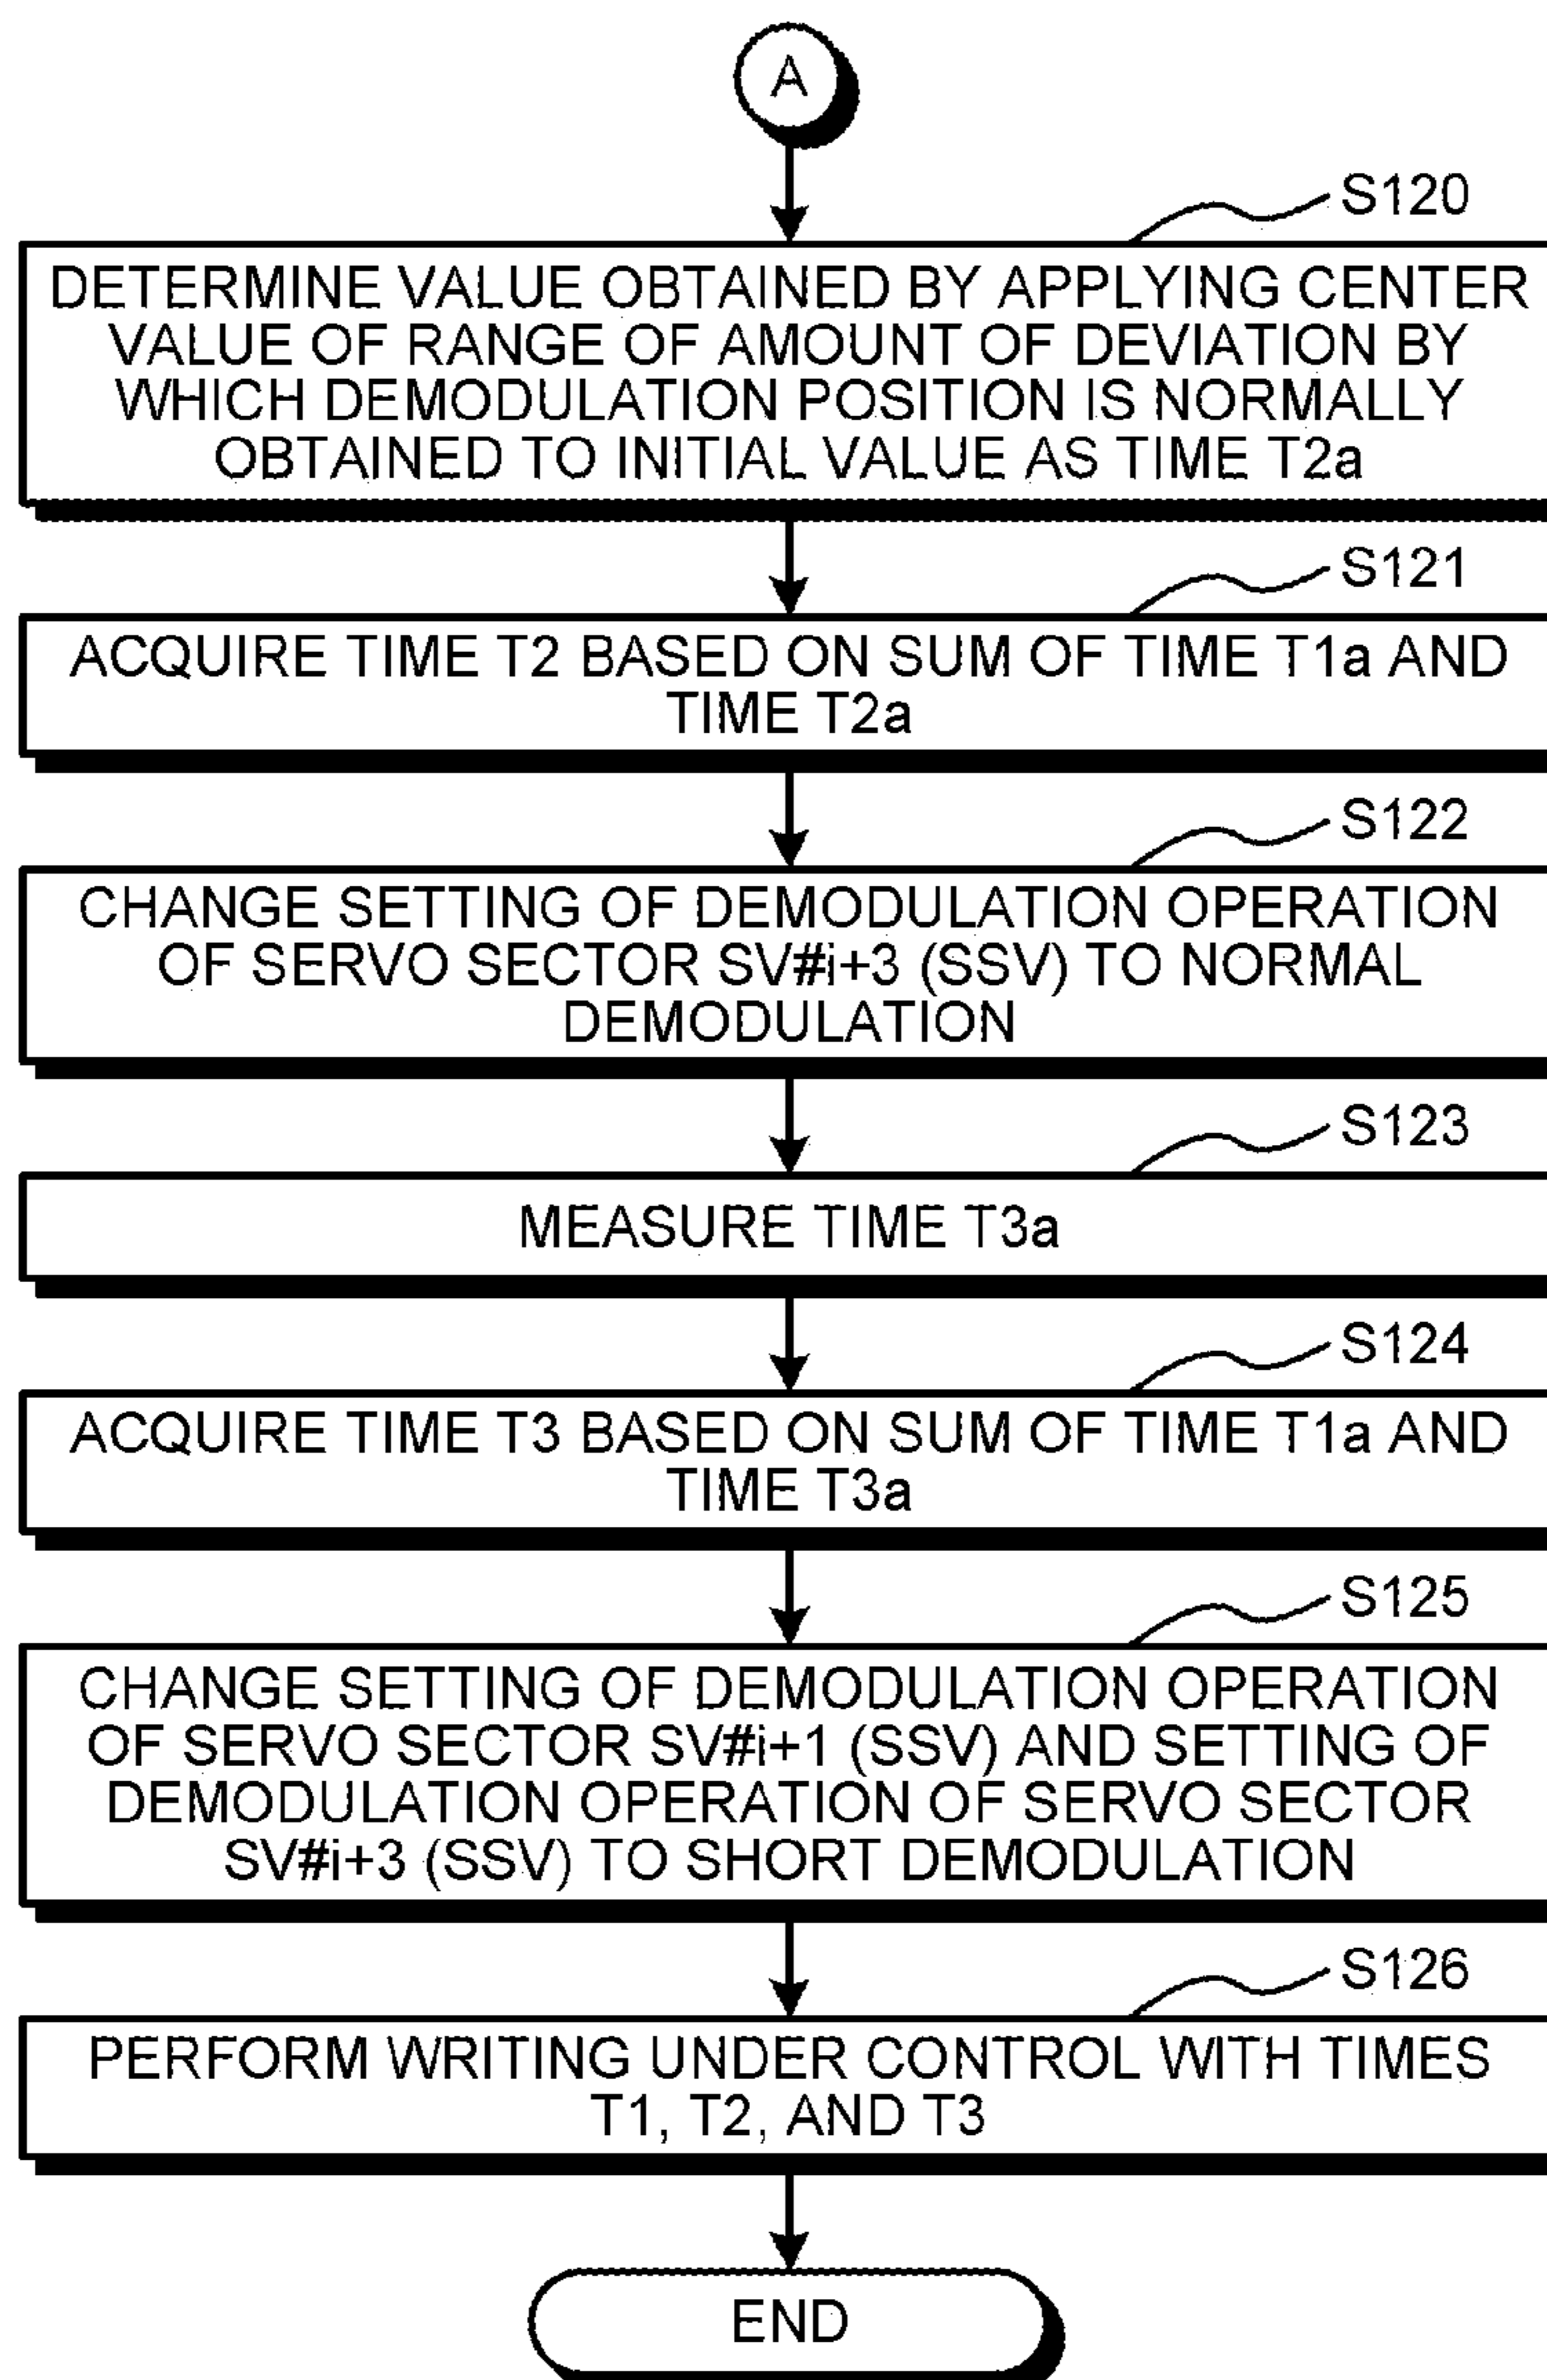 A
S120
DETERMINE VALUE OBTAINED BY APPLYING CENTER
VALUE OF RANGE OF AMOUNT OF DEVIATION BY
WHICH DEMODULATION POSITION IS NORMALLY
OBTAINED TO INITIAL VALUE AS TIME T2a
S121
ACQUIRE TIME T2 BASED ON SUM OF TIME T1a AND
TIME T2a
S122
CHANGE SETTING OF DEMODULATION OPERATION
OF SERVO SECTOR SV#i+3 (SSV) TO NORMAL
DEMODULATION
S123
MEASURE TIME T3a
S124
ACQUIRE TIME T3 BASED ON SUM OF TIME T1a AND
TIME T3a
S125
CHANGE SETTING OF DEMODULATION OPERATION
OF SERVO SECTOR SV#i+1 (SSV) AND SETTING OF
DEMODULATION OPERATION OF SERVO SECTOR
SV#i+3 (SSV) TO SHORT DEMODULATION
S126
PERFORM WRITING UNDER CONTROL WITH TIMES
T1, T2, AND T3
END